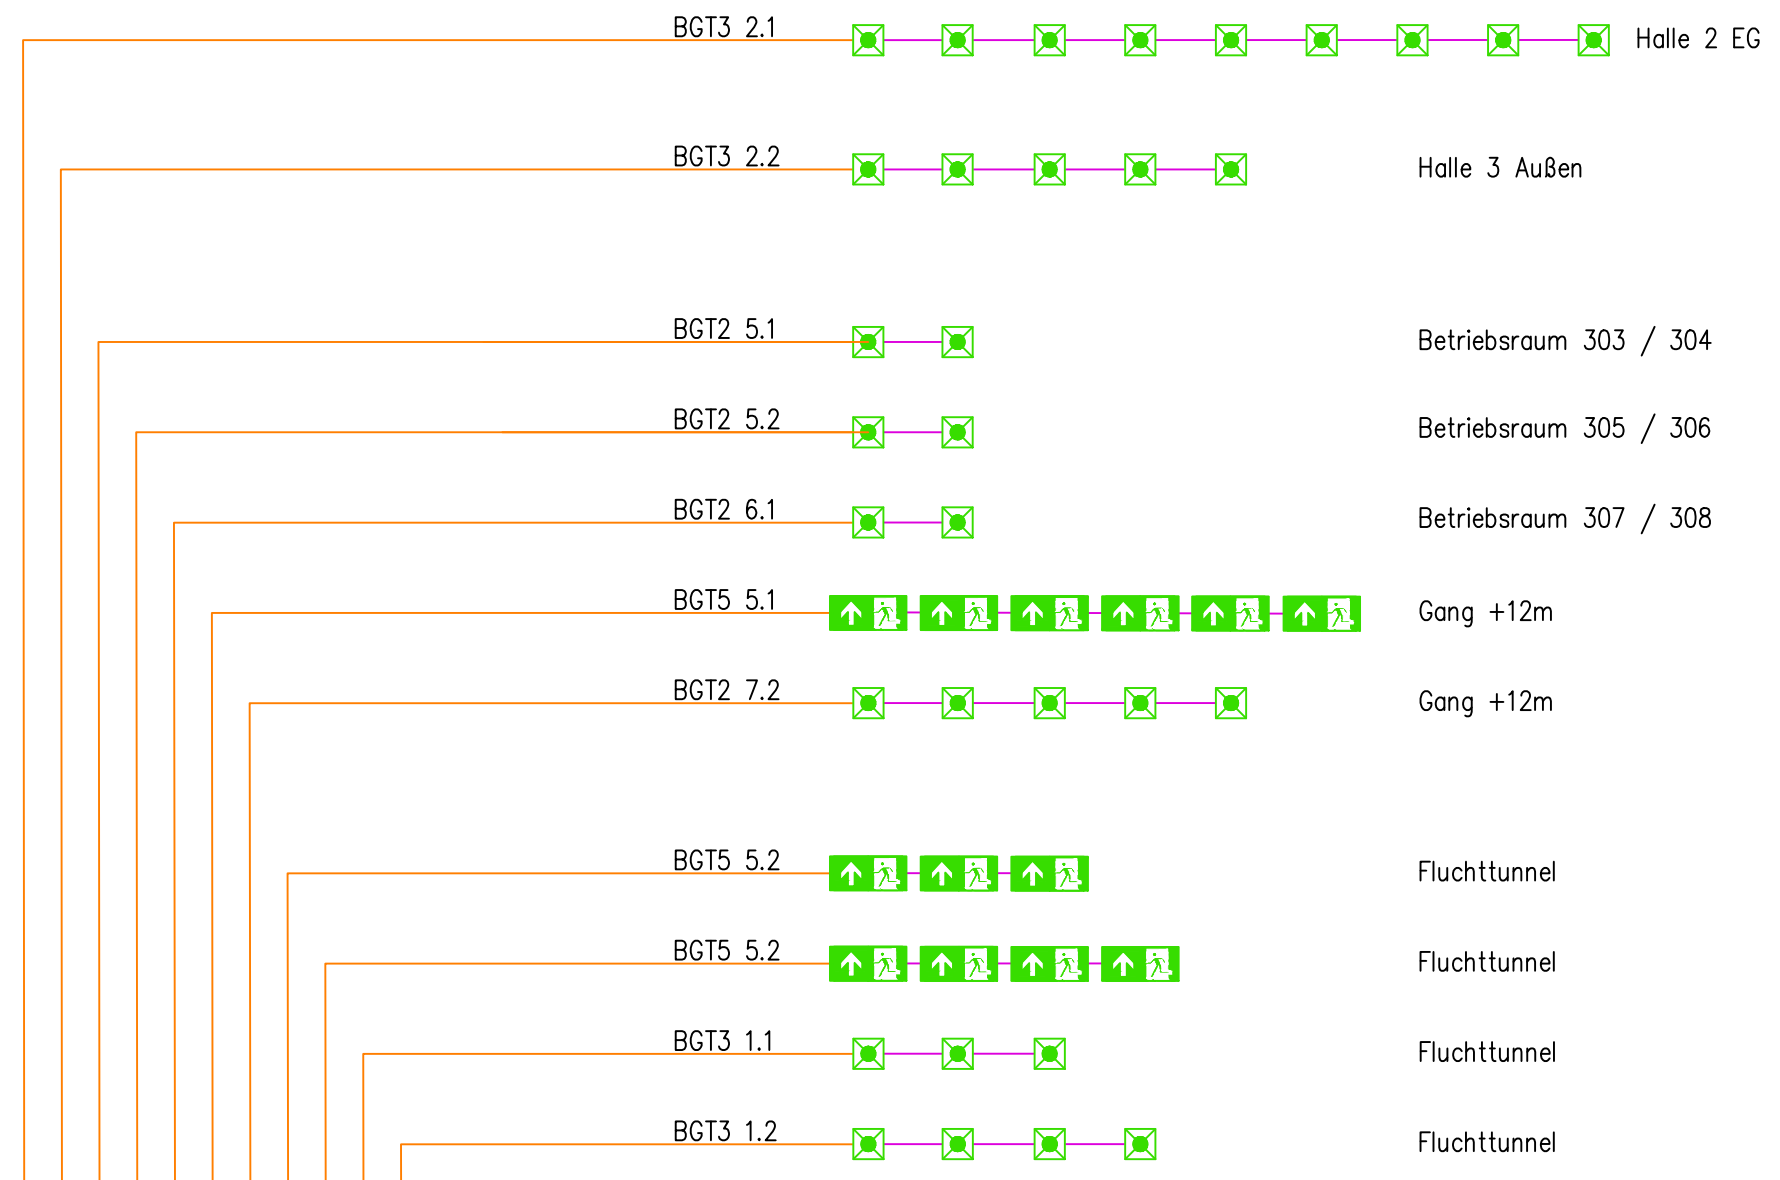 BGT3 2.1 Halle 2 EG
BGT3 2.2 Halle 3 Außen
BGT2 5.1 Betriebsraum 303 / 304
BGT2 5.2 Betriebsraum 305 / 306
BGT2 6.1 Betriebsraum 307 / 308
BGT5 5.1 Gang +12m
BGT2 7.2 Gang +12m
BGT5 5.2 Fluchttunnel
BGT5 5.2 Fluchttunnel
BGT3 1.1 Fluchttunnel
BGT3 1.2 Fluchttunnel